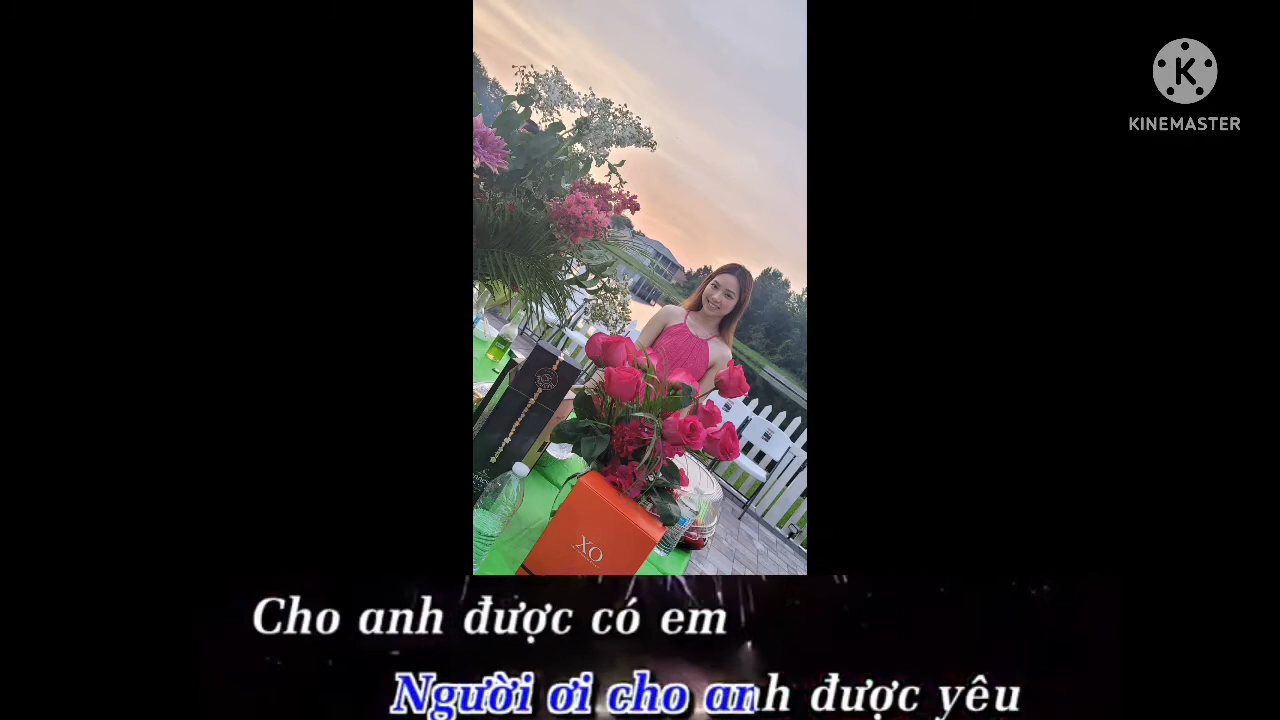 KINEMASTER
XO
Cho anh được có em
Người ơi cho anh được yêu